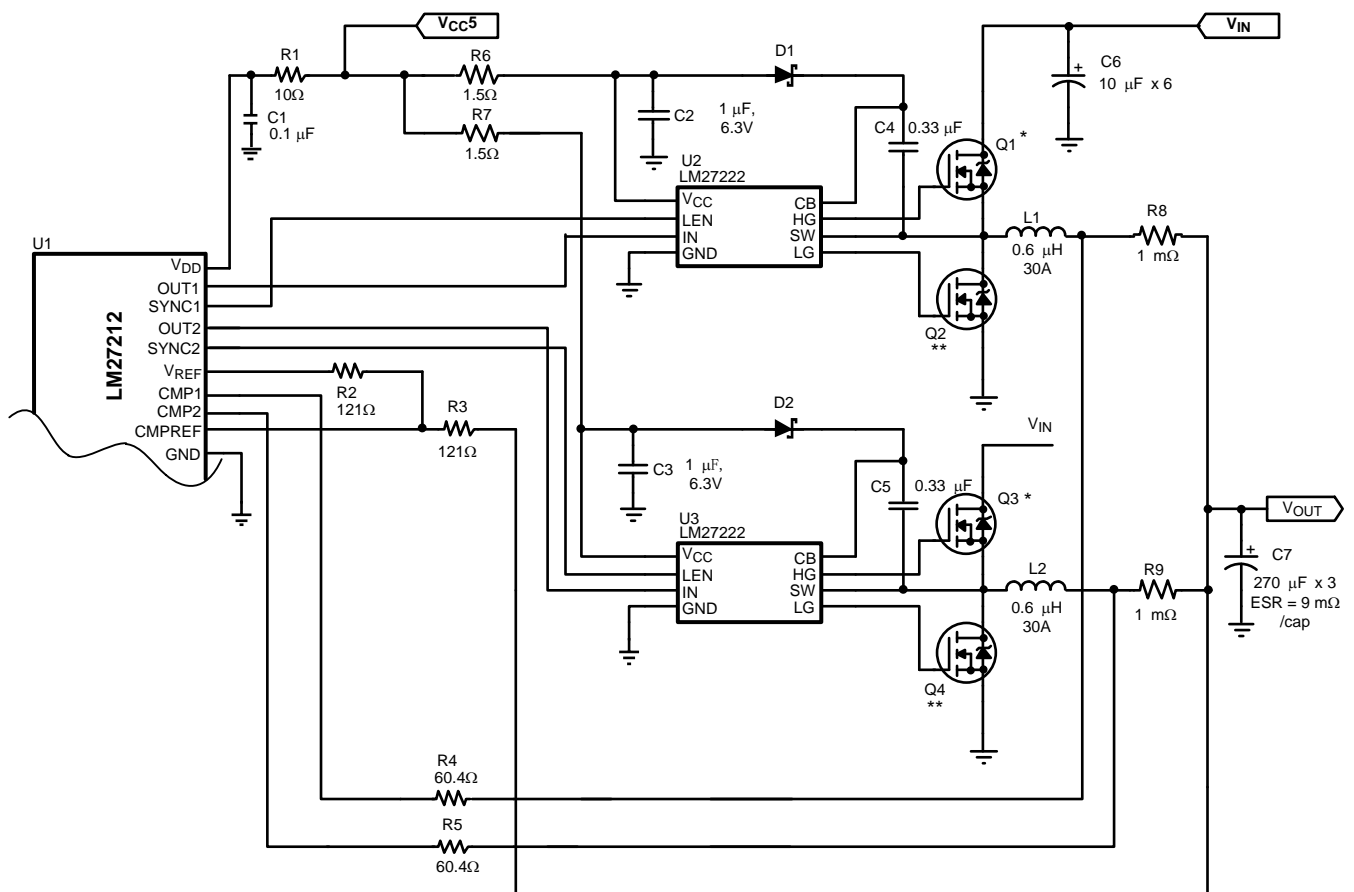 VCC5
VIN
R1
10Ω
R6
1.5Ω
D1
C6
10 µF x 6
C1
0.1 µF
R7
1.5Ω
C2
1 µF,
6.3V
C4
0.33 µF
Q1 *
U2
LM27222
VCC
LEN
IN
GND
CB
HG
SW
LG
L1
0.6 µH
30A
R8
1 mΩ
Q2
**
U1
LM27212
VDD
OUT1
SYNC1
OUT2
SYNC2
VREF
CMP1
CMP2
CMPREF
GND
R2
121Ω
R3
121Ω
D2
VIN
C3
1 µF,
6.3V
C5
0.33 µF
Q3 *
U3
LM27222
VCC
LEN
IN
GND
CB
HG
SW
LG
L2
0.6 µH
30A
R9
1 mΩ
Q4
**
VOUT
+
C7
270 µF x 3
ESR = 9 mΩ
/cap
+
R4
60.4Ω
R5
60.4Ω